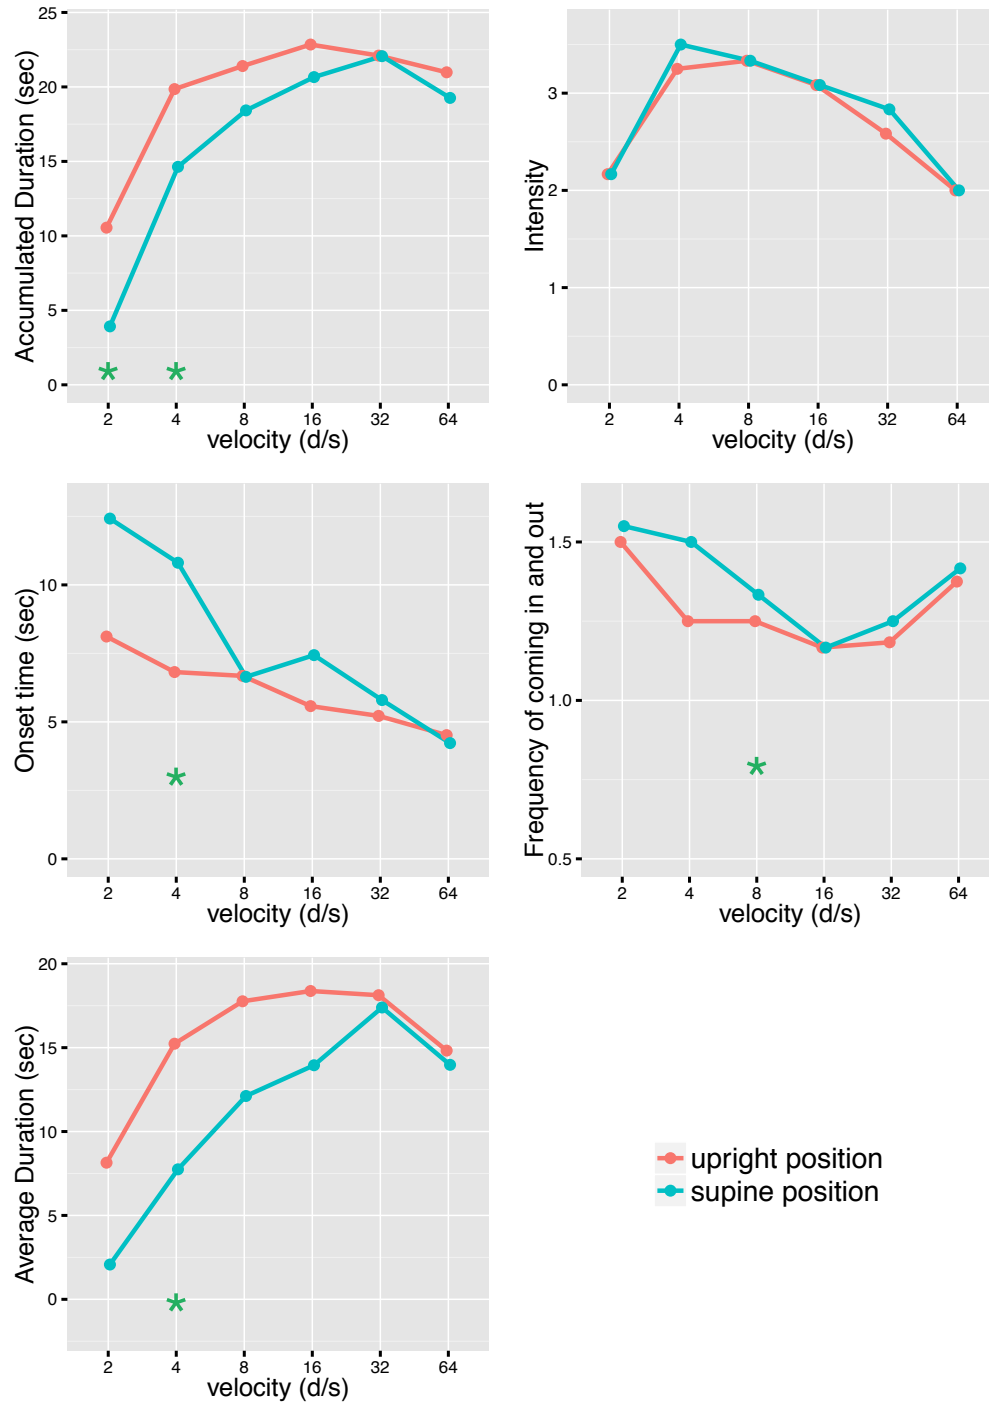 Accumulated Duration (sec)
25
20
15
10
5
0
* *
2 4 8 16 32 64
velocity (d/s)
Intensity
3
2
1
0
2 4 8 16 32 64
velocity (d/s)
Onset time (sec)
10
5
0
*
2 4 8 16 32 64
velocity (d/s)
Frequency of coming in and out
1.5
1.0
0.5
*
2 4 8 16 32 64
velocity (d/s)
Average Duration (sec)
20
15
10
5
0
*
2 4 8 16 32 64
velocity (d/s)
upright position
supine position